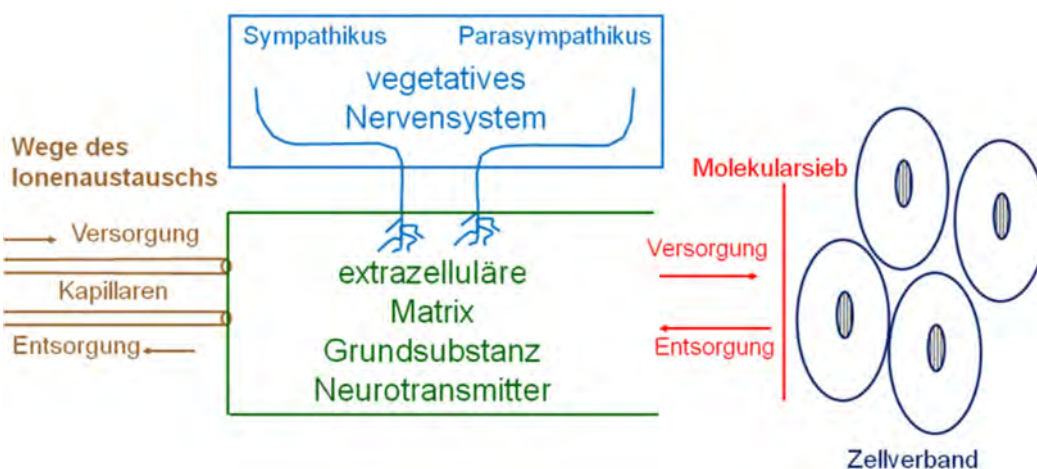 Sympathikus
Parasympathikus
vegetatives
Nervensystem
Wege des
Ionenaustauschs
Versorgung
Kapillaren
Entsorgung
extrazelluläre
Matrix
Grundsubstanz
Neurotransmitter
Molekularsieb
Versorgung
Entsorgung
Zellverband